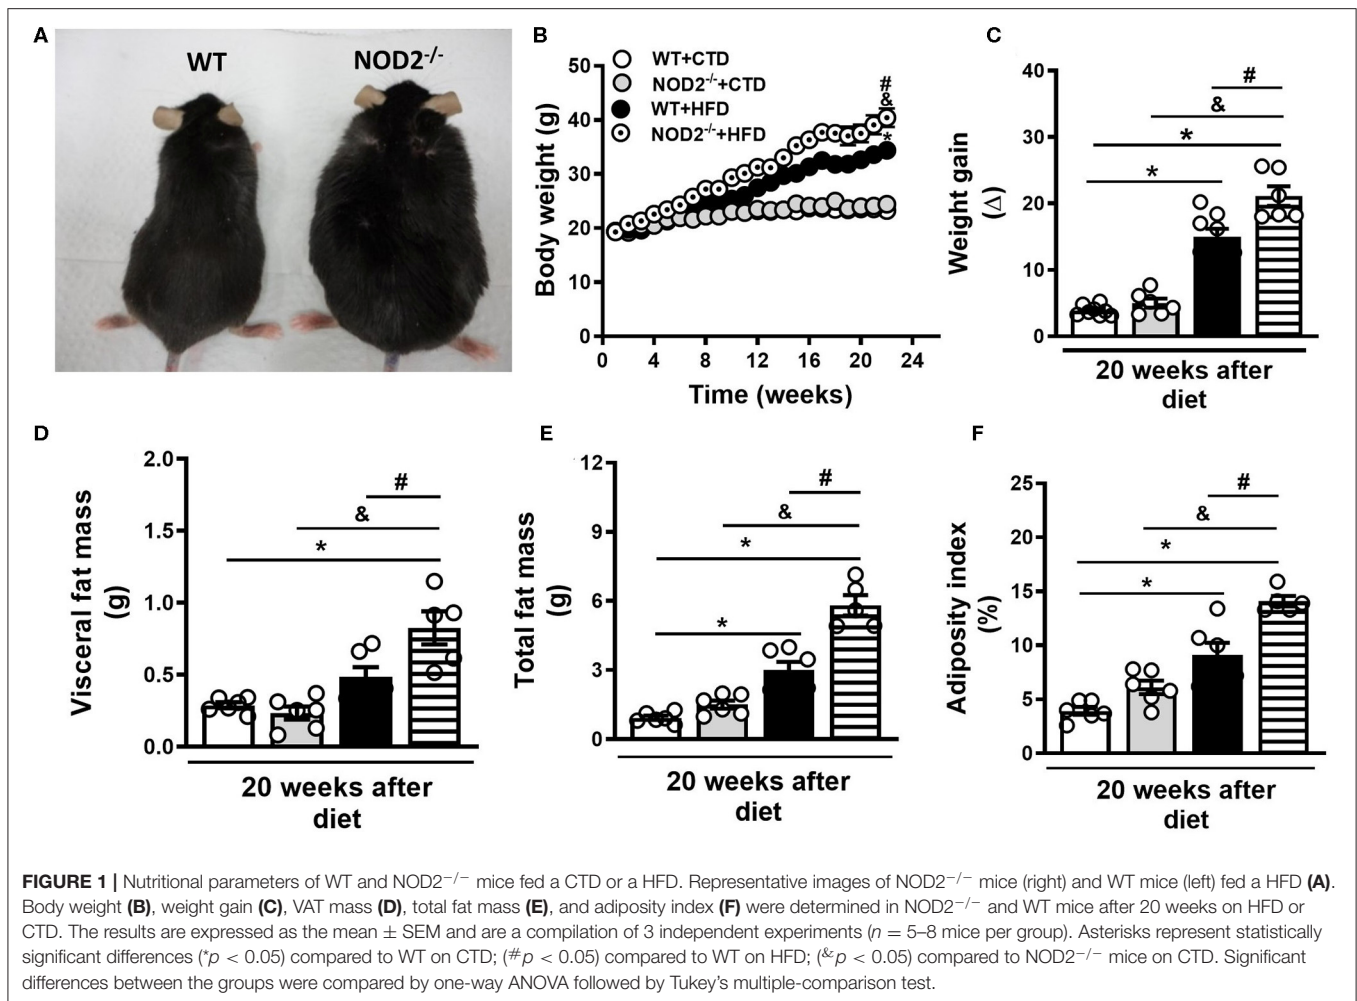 A
WT
NOD2-/-
B
WT+CTD
NOD2-/-+CTD
WT+HFD
NOD2-/-+HFD
#
&
*
Body weight (g)
50
40
30
20
10
0
0 4 8 12 16 20 24
Time (weeks)
C
Weight gain
(Δ)
40
30
20
10
0
#
&
*
*
20 weeks after
diet
D
Visceral fat mass
(g)
2.0
1.5
1.0
0.5
0.0
#
&
*
20 weeks after
diet
E
Total fat mass
(g)
12
9
6
3
0
#
&
*
*
20 weeks after
diet
F
Adiposity index
(%)
25
20
15
10
5
0
#
&
*
*
20 weeks after
diet
FIGURE 1 | Nutritional parameters of WT and NOD2−/− mice fed a CTD or a HFD. Representative images of NOD2−/− mice (right) and WT mice (left) fed a HFD (A).
Body weight (B), weight gain (C), VAT mass (D), total fat mass (E), and adiposity index (F) were determined in NOD2−/− and WT mice after 20 weeks on HFD or
CTD. The results are expressed as the mean ± SEM and are a compilation of 3 independent experiments (n = 5–8 mice per group). Asterisks represent statistically
significant differences (*p < 0.05) compared to WT on CTD; (#p < 0.05) compared to WT on HFD; (&p < 0.05) compared to NOD2−/− mice on CTD. Significant
differences between the groups were compared by one-way ANOVA followed by Tukey's multiple-comparison test.